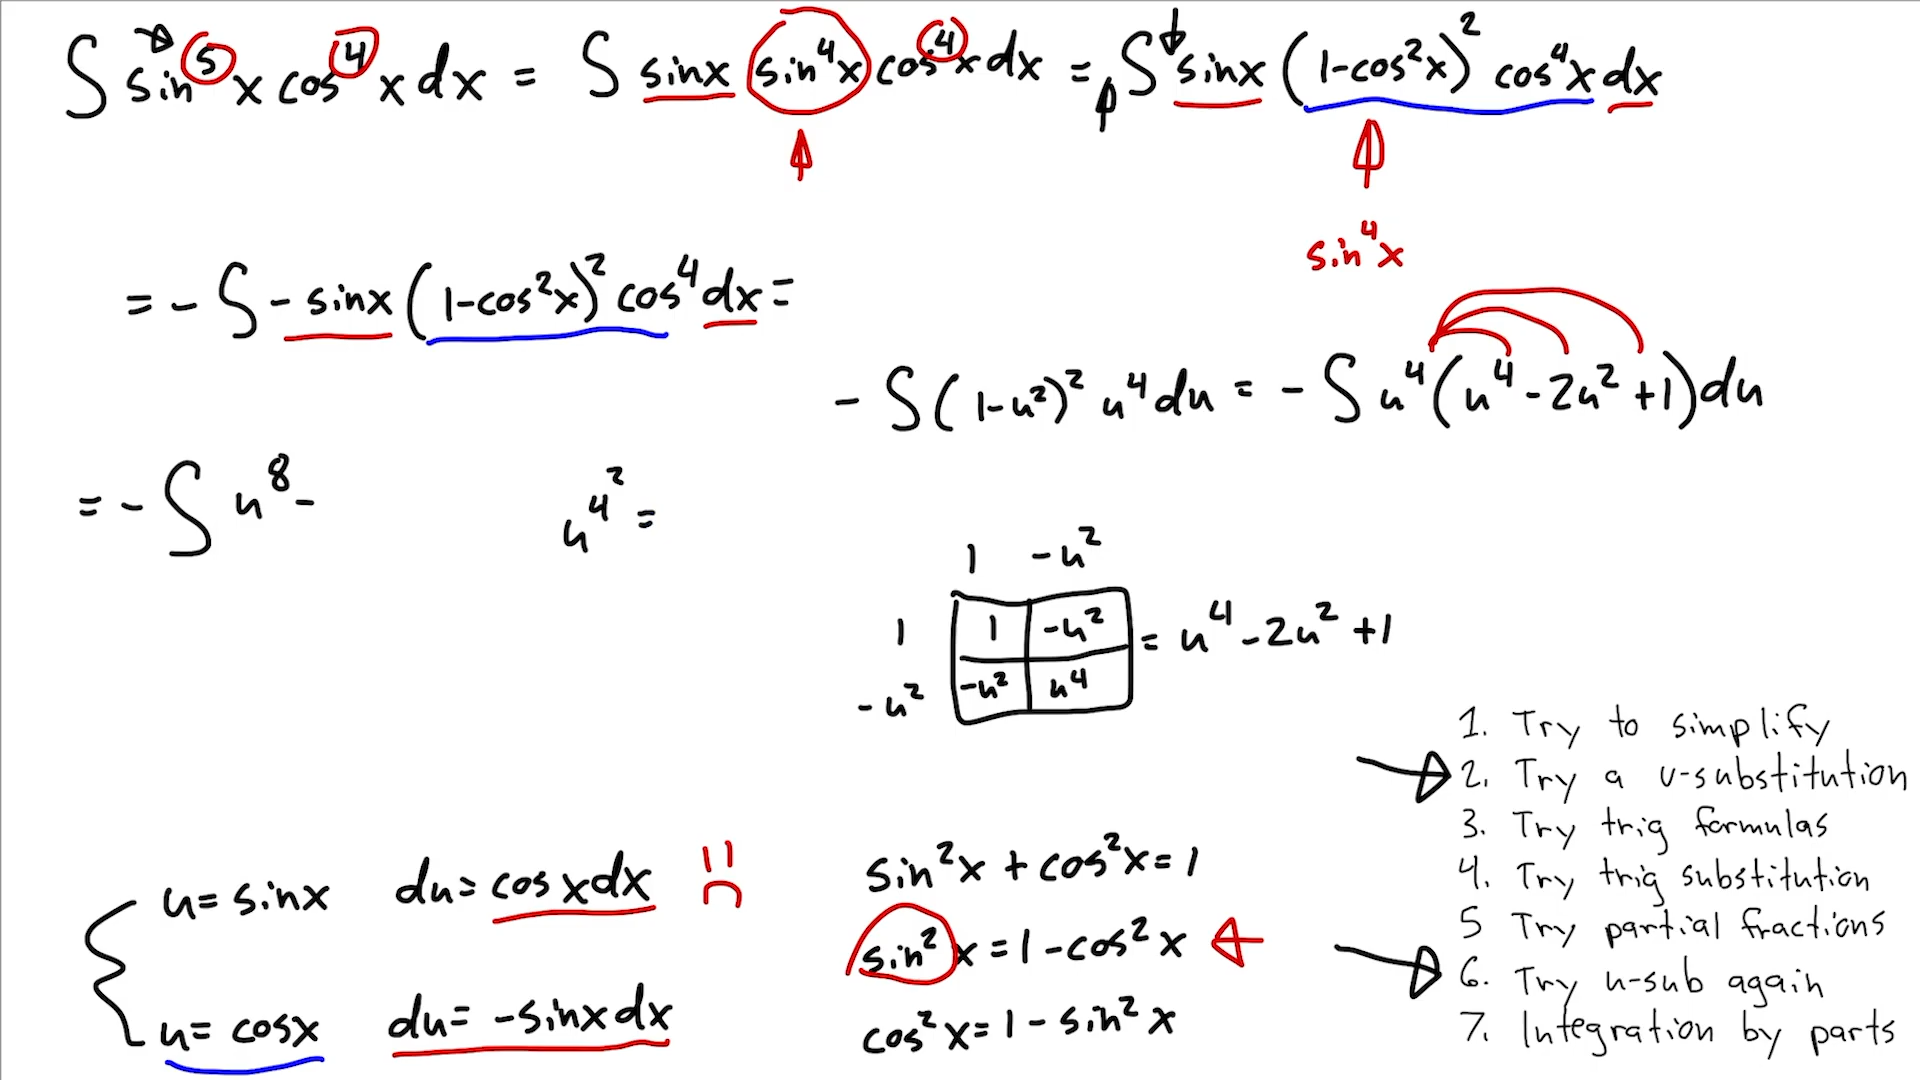 ∫ sin⁵x cos⁴x dx = ∫ sinx sin⁴x cos⁴x dx = ∫ sinx (1-cos²x)² cos⁴x dx
sin⁴x
= - ∫ - sinx (1-cos²x)² cos⁴ dx =
- ∫ (1-u²)² u⁴ du = - ∫ u⁴ (u⁴ - 2u² + 1) du
= - ∫ u⁸ -
u⁴² =
1 -u²
1 1 -u² = u⁴ - 2u² + 1
-u² -u² u⁴
1. Try to simplify
2. Try a u-substitution
3. Try trig formulas
4. Try trig substitution
5 Try partial fractions
6. Try u-sub again
7. Integration by parts
u = sinx du = cosxdx
u = cosx du = -sinxdx
sin²x + cos²x = 1
sin²x = 1 - cos²x
cos²x = 1 - sin²x